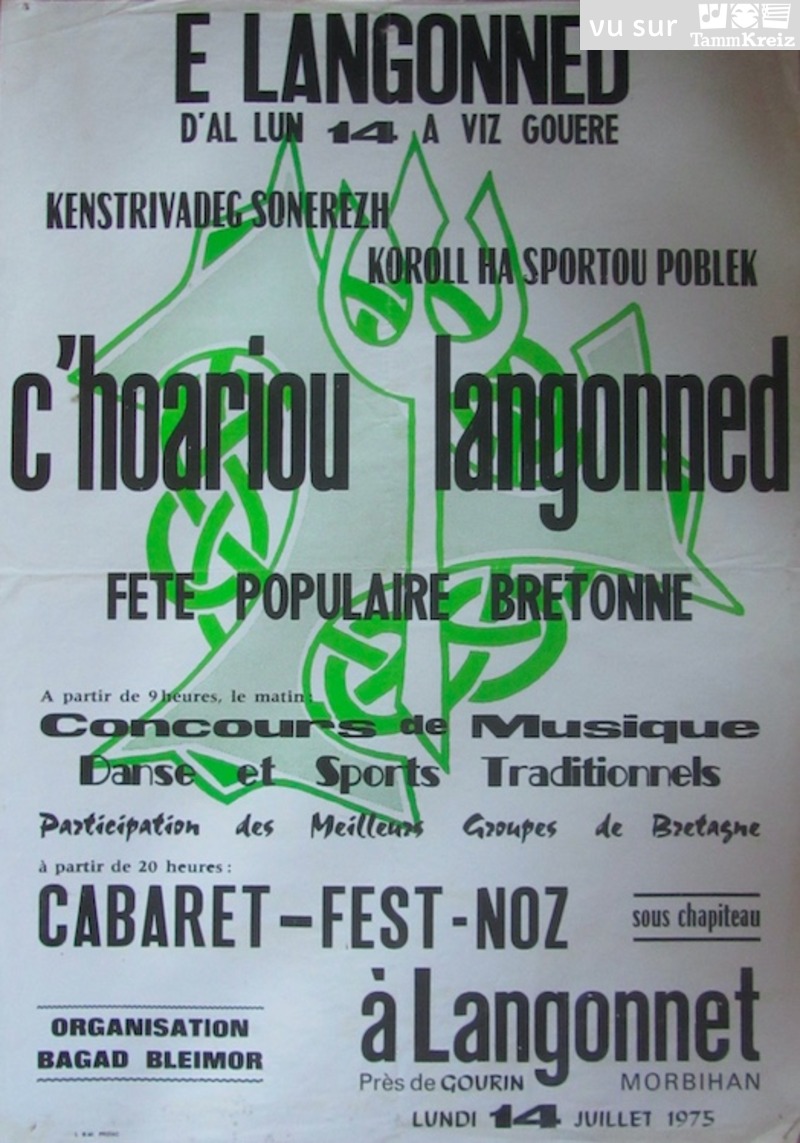 vu sur
TammKreiz
E LANGONNED
D'AL LUN 14 A VIZ GOUERE
KENSTRIVADEG SONEREZH
KOROLL HA SPORTOU POBLEK
c'hoariou langonned
FETE POPULAIRE BRETONNE
A partir de 9 heures, le matin:
Concours de Musique
Danse et Sports Traditionnels
Participation des Meilleurs Groupes de Bretagne
à partir de 20 heures:
CABARET-FEST-NOZ
sous chapiteau
ORGANISATION
BAGAD BLEIMOR
à Langonnet
Près de GOURIN MORBIHAN
LUNDI 14 JUILLET 1975